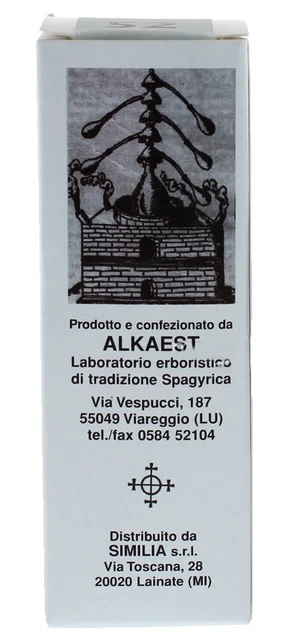 Prodotto e confezionato da
ALKAEST
Laboratorio erboristico
di tradizione Spagyrica
Via Vespucci, 187
55049 Viareggio (LU)
tel./fax 0584 52104
Distribuito da
SIMILIA s.r.l.
Via Toscana, 28
20020 Lainate (MI)